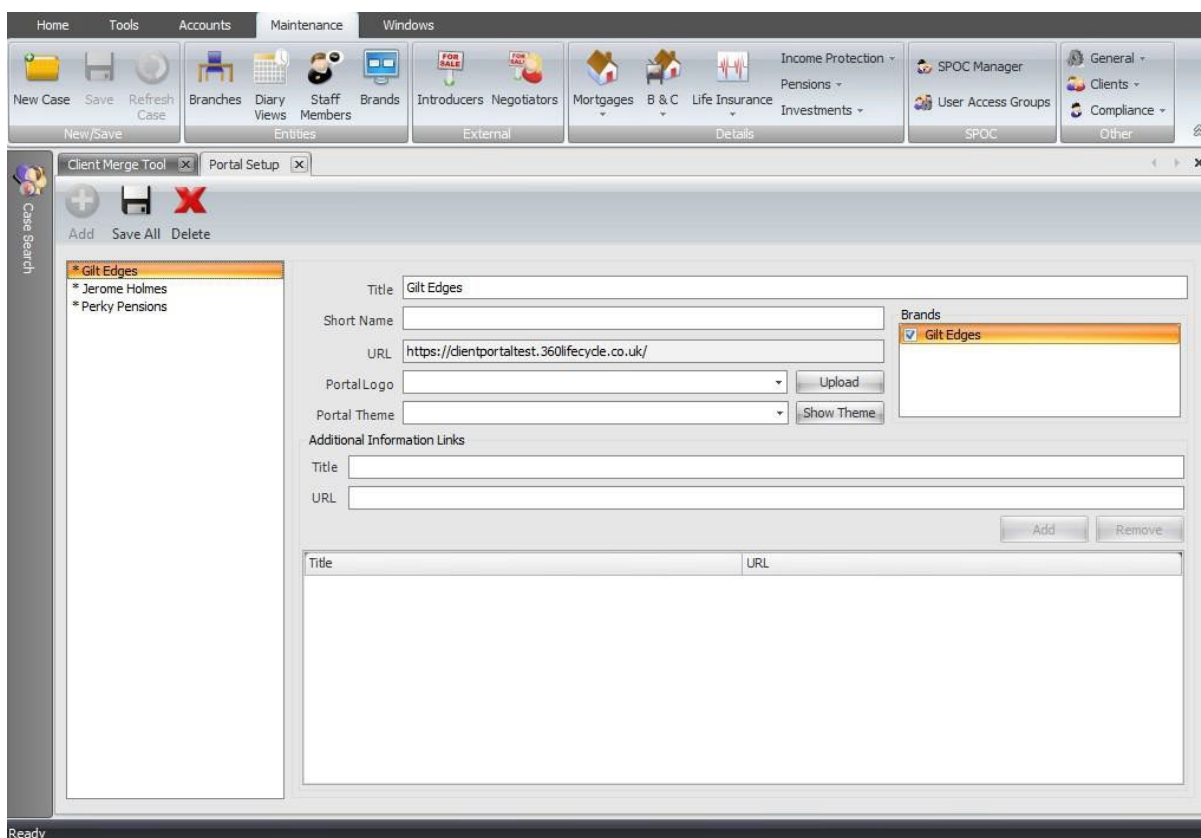 Home Tools Accounts Maintenance Windows
New Case Save Refresh Case
New/Save
Branches Diary Views Staff Members Brands
Entities
FOR SALE
Introducers Negotiators
External
Mortgages B & C Life Insurance
Income Protection
Pensions
Investments
Details
SPOC Manager
User Access Groups
SPOC
General
Clients
Compliance
Other
Case Search
Client Merge Tool Portal Setup
Add Save All Delete
* Gilt Edges
* Jerome Holmes
* Perky Pensions
Title Gilt Edges
Short Name
URL https://clientportaltest.360lifecycle.co.uk/
Portal Logo Upload
Portal Theme Show Theme
Brands
Gilt Edges
Additional Information Links
Title
URL
Add Remove
Title URL
Ready